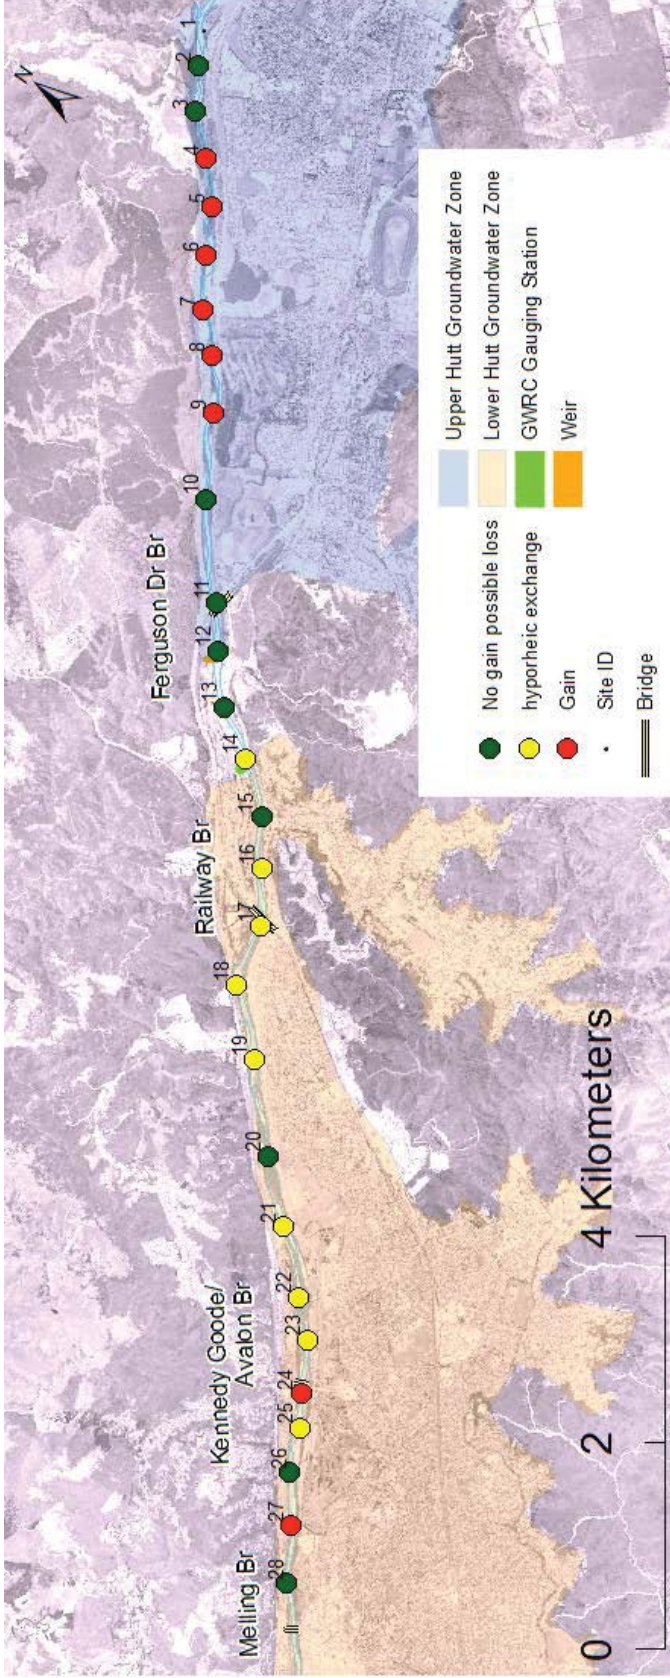 N
1
2
3
4
5
6
7
8
9
10
11
12
13
14
15
16
17
18
19
20
21
22
23
24
25
26
27
28
Ferguson Dr Br
Railway Br
Kennedy Goode/
Avalon Br
Melling Br
No gain possible loss
hyporheic exchange
Gain
Site ID
Bridge
Upper Hutt Groundwater Zone
Lower Hutt Groundwater Zone
GWRC Gauging Station
Weir
0 2 4 Kilometers